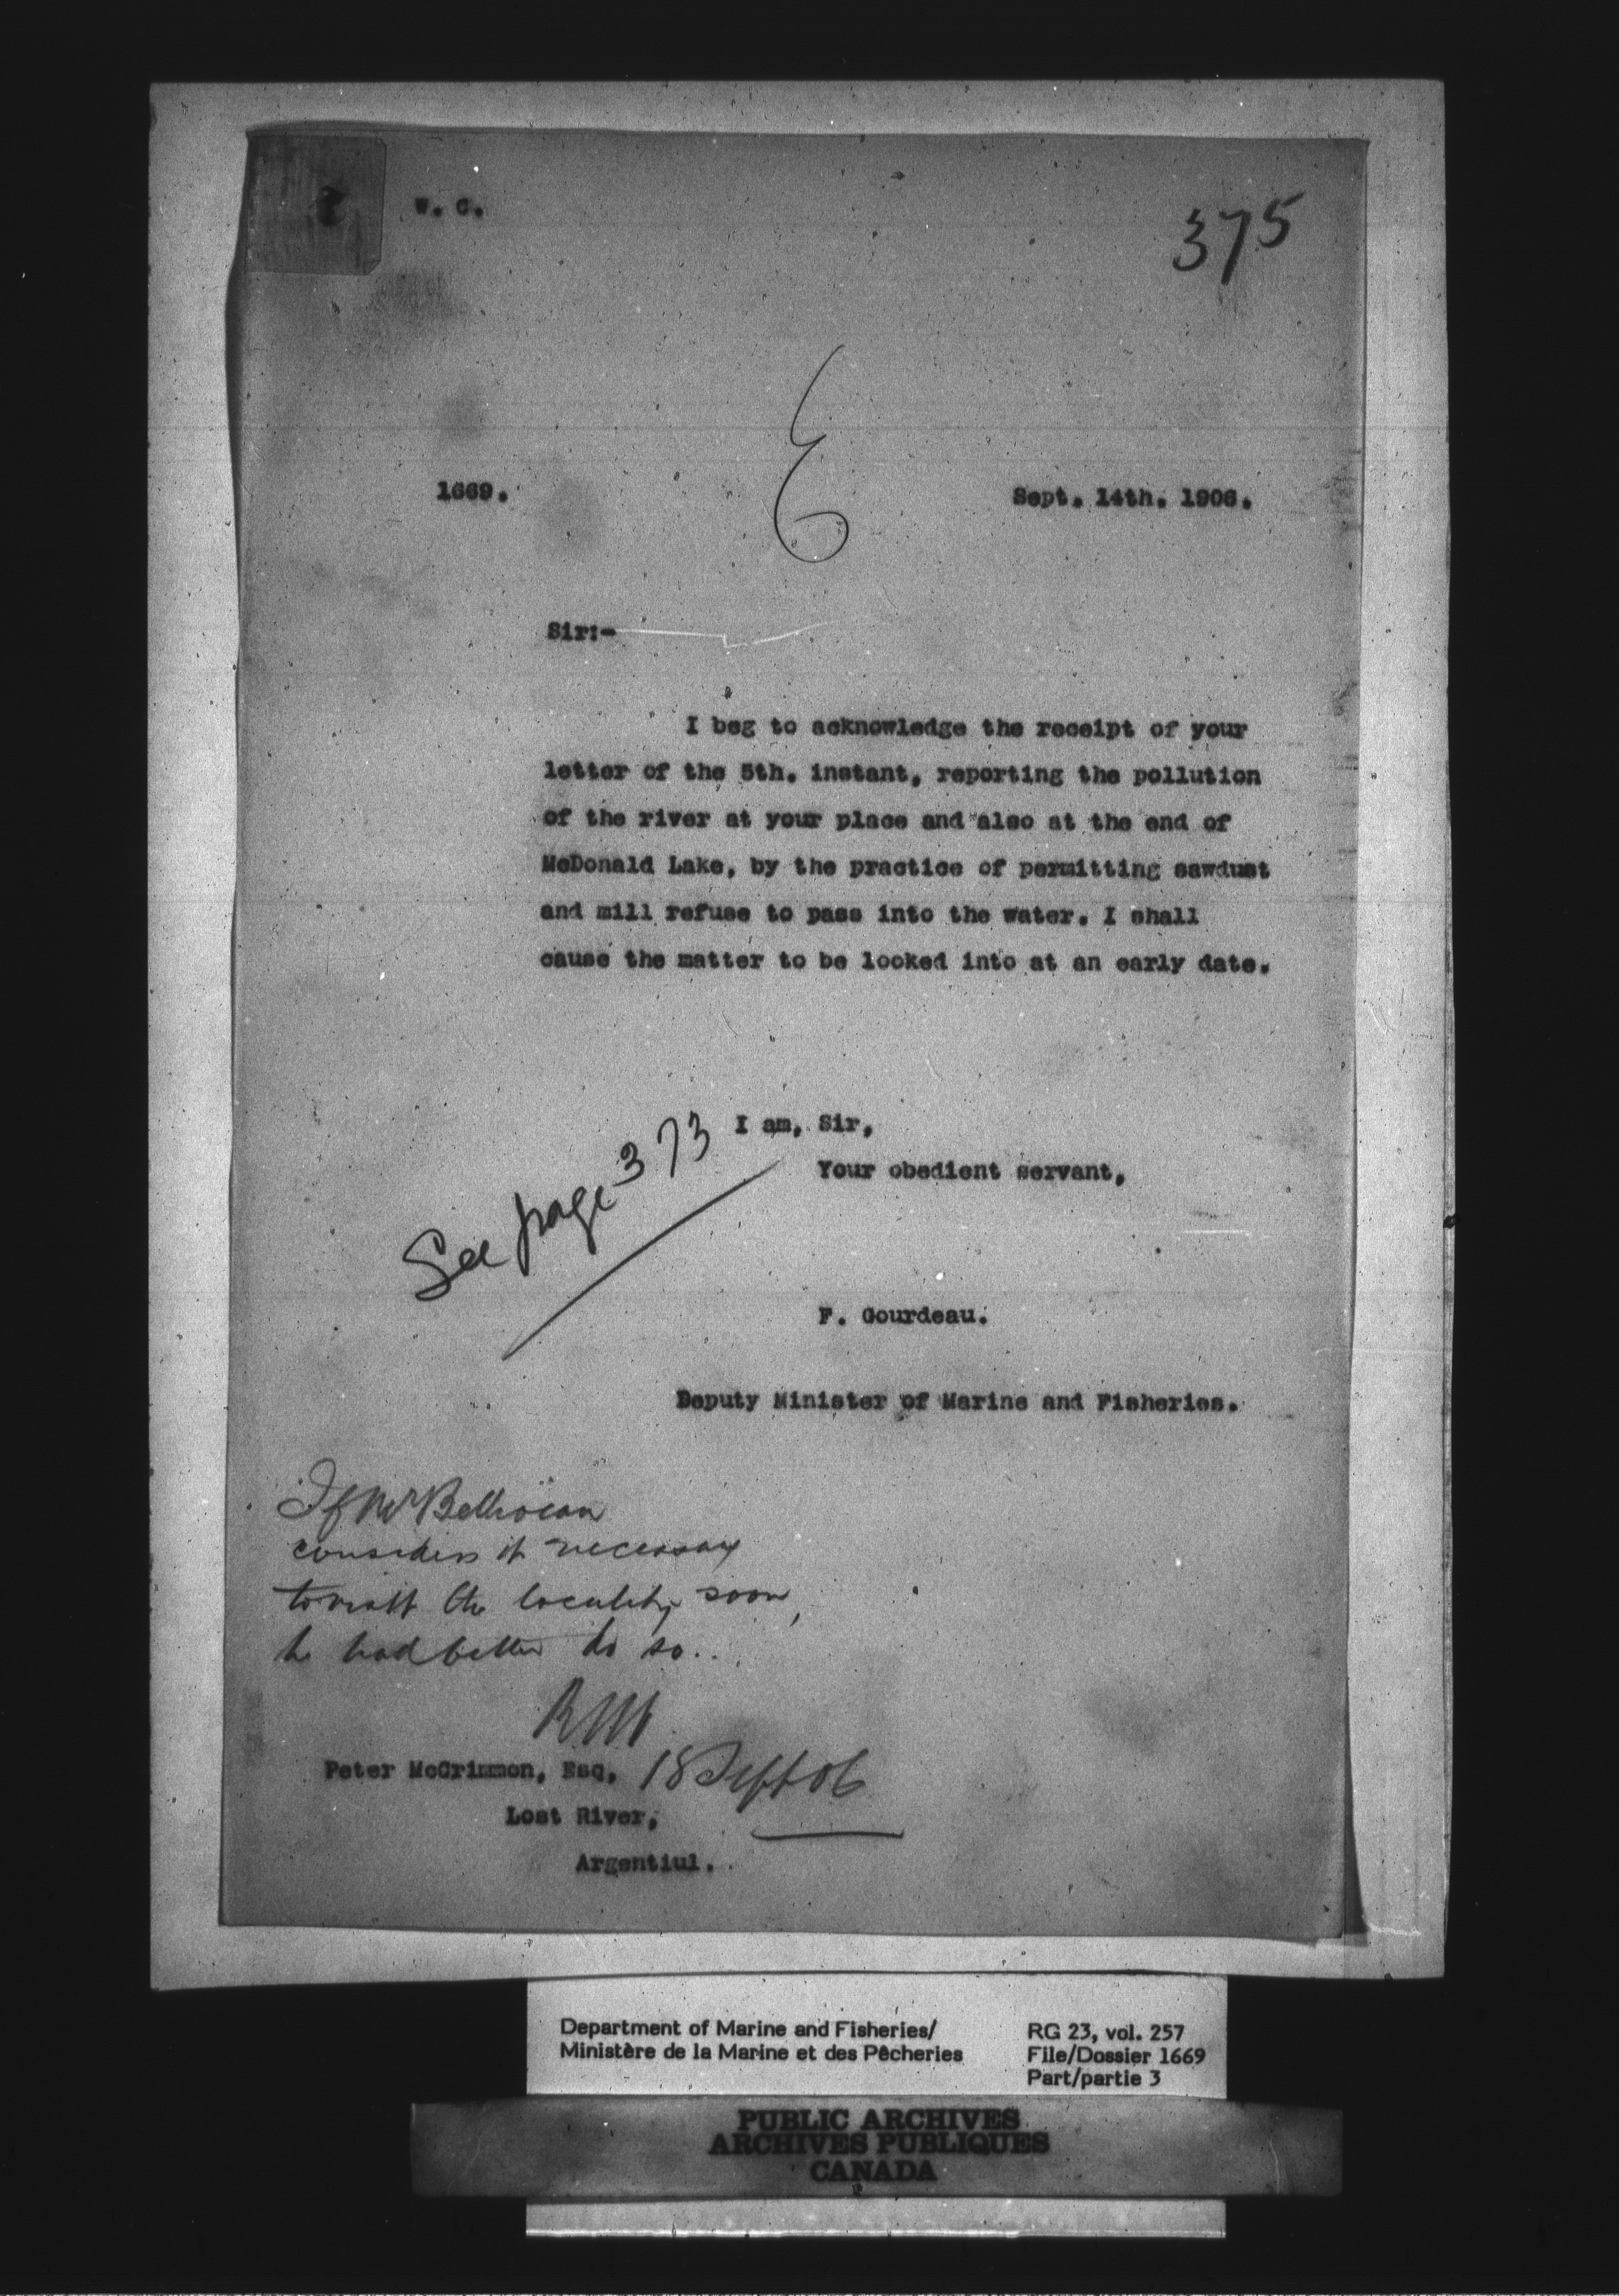 W. C.
375
E
1669.
Sept. 14th. 1906.
Sir:-
I beg to acknowledge the receipt of your
letter of the 5th. instant, reporting the pollution
of the river at your place and also at the end of
McDonald Lake, by the practice of permitting sawdust
and mill refuse to pass into the water. I shall
cause the matter to be looked into at an early date.
I am, Sir,
Your obedient servant,
See page 373
F. Gourdeau.
Deputy Minister of Marine and Fisheries.
If Mr
considers it necessary
to visit the locality soon,
he had better do so..
18 Sept 06
Peter McCrimmon, Esq,
Lost River,
Argentiul.
Department of Marine and Fisheries/
Ministère de la Marine et des Pêcheries
RG 23, vol. 257
File/Dossier 1669
Part/partie 3
PUBLIC ARCHIVES
ARCHIVES PUBLIQUES
CANADA